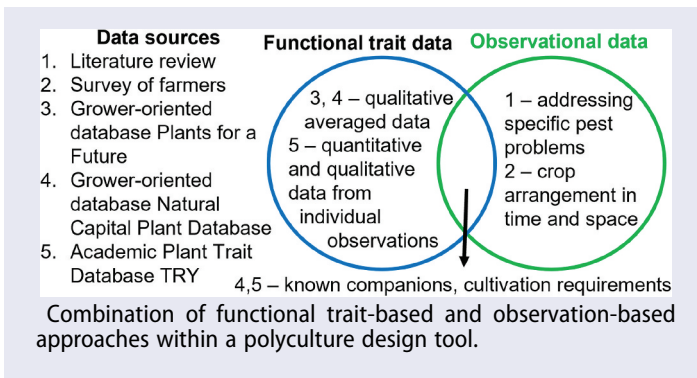 Data sources
1. Literature review
2. Survey of farmers
3. Grower-oriented
database Plants for a
Future
4. Grower-oriented
database Natural
Capital Plant Database
5. Academic Plant Trait
Database TRY
Functional trait data
3, 4 – qualitative
averaged data
5 – quantitative
and qualitative
data from
individual
observations
Observational data
1 – addressing
specific pest
problems
2 – crop
arrangement in
time and space
4,5 – known companions, cultivation requirements
Combination of functional trait-based and observation-based
approaches within a polyculture design tool.